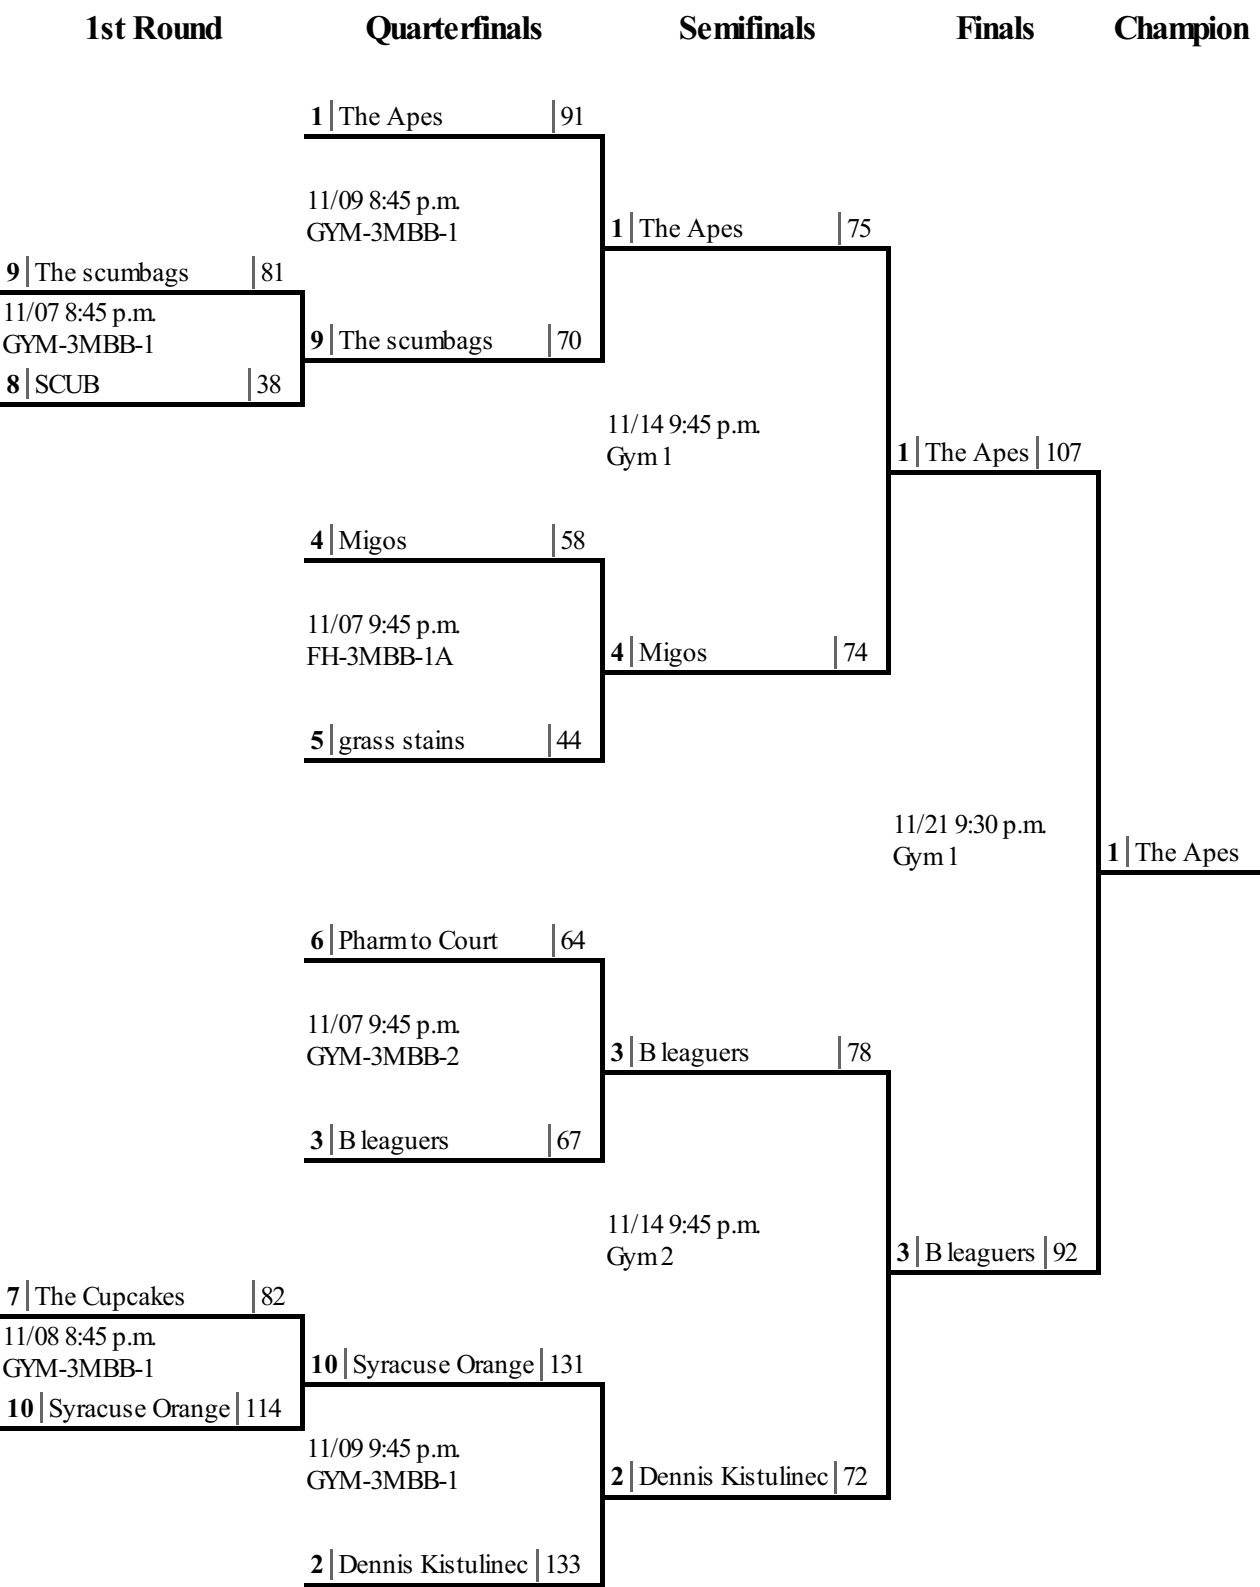 1st Round Quarterfinals Semifinals Finals Champion
1 The Apes 91
11/09 8:45 p.m.
GYM-3MBB-1
1 The Apes 75
9 The scumbags 81
11/07 8:45 p.m.
GYM-3MBB-1
9 The scumbags 70
8 SCUB 38
11/14 9:45 p.m.
Gym 1
1 The Apes 107
4 Migos 58
11/07 9:45 p.m.
FH-3MBB-1A
4 Migos 74
5 grass stains 44
11/21 9:30 p.m.
Gym 1
1 The Apes
6 Pharm to Court 64
11/07 9:45 p.m.
GYM-3MBB-2
3 B leaguers 78
3 B leaguers 67
11/14 9:45 p.m.
Gym 2
3 B leaguers 92
7 The Cupcakes 82
11/08 8:45 p.m.
GYM-3MBB-1
10 Syracuse Orange 131
10 Syracuse Orange 114
11/09 9:45 p.m.
GYM-3MBB-1
2 Dennis Kistulinec 72
2 Dennis Kistulinec 133